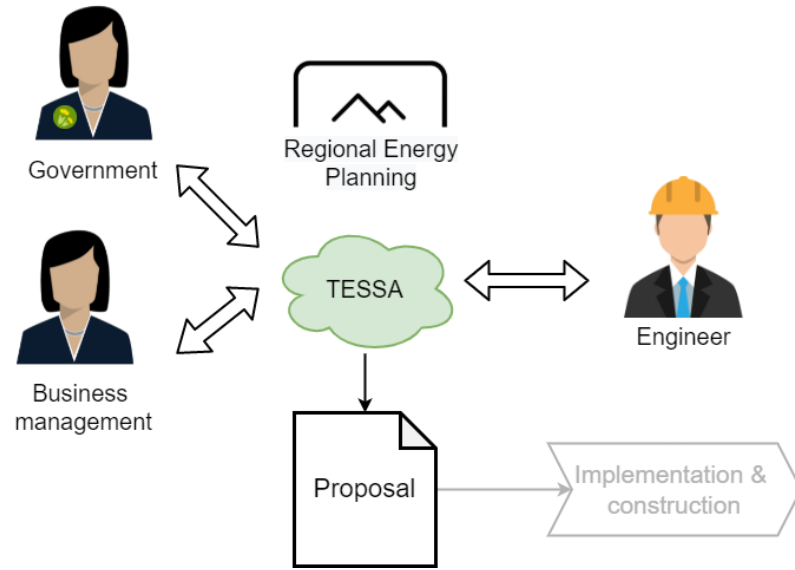 Government
Regional Energy
Planning
TESSA
Engineer
Business
management
Proposal
Implementation &
construction